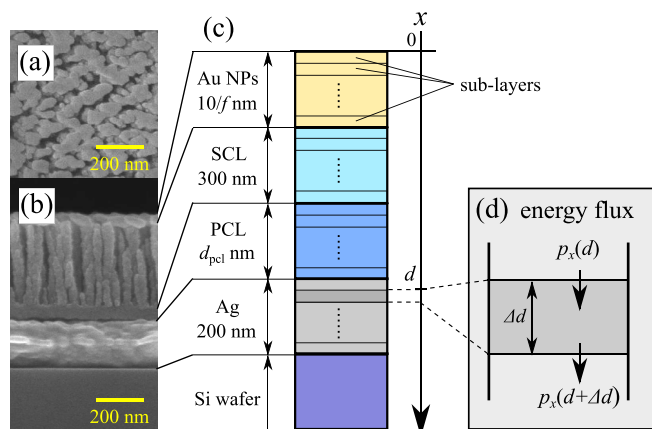 (a)
200 nm
(b)
200 nm
(c)
x
0
Au NPs
10/f nm
sub-layers
SCL
300 nm
PCL
d_pcl nm
d
Ag
200 nm
Si wafer
(d)
energy flux
p_x(d)
Δd
p_x(d+Δd)